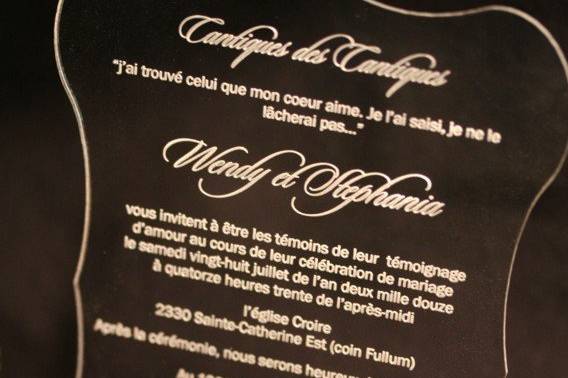 Cantiques des Cantiques
"j'ai trouvé celui que mon coeur aime. Je l'ai saisi, je ne le
lâcherai pas..."
Wendy et Stephania
vous invitent à être les témoins de leur témoignage
d'amour au cours de leur célébration de mariage
le samedi vingt-huit juillet de l'an deux mille douze
à quatorze heures trente de l'après-midi
l'église Croire
2330 Sainte-Catherine Est (coin Fullum)
Après la cérémonie, nous serons
Au